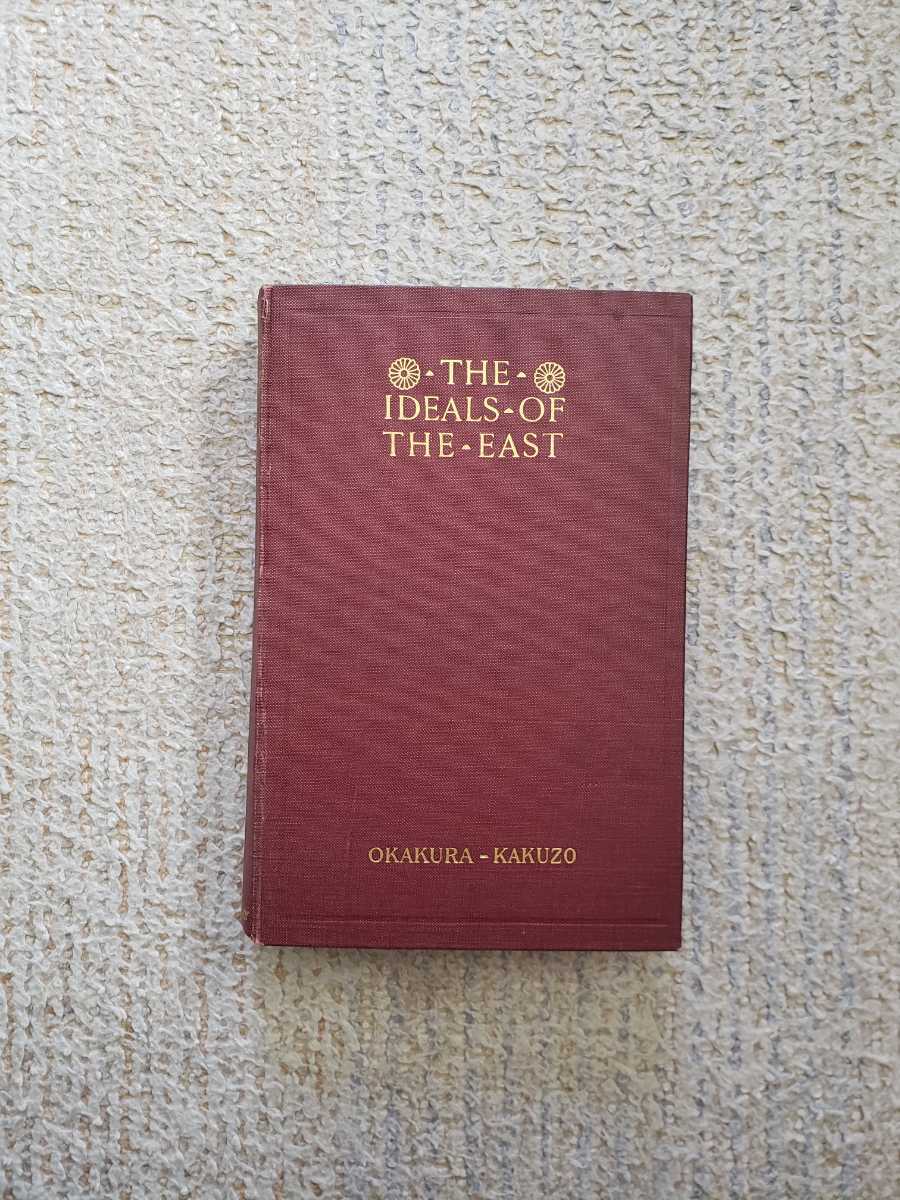 · THE ·
IDEALS · OF
THE · EAST
OKAKURA - KAKUZO